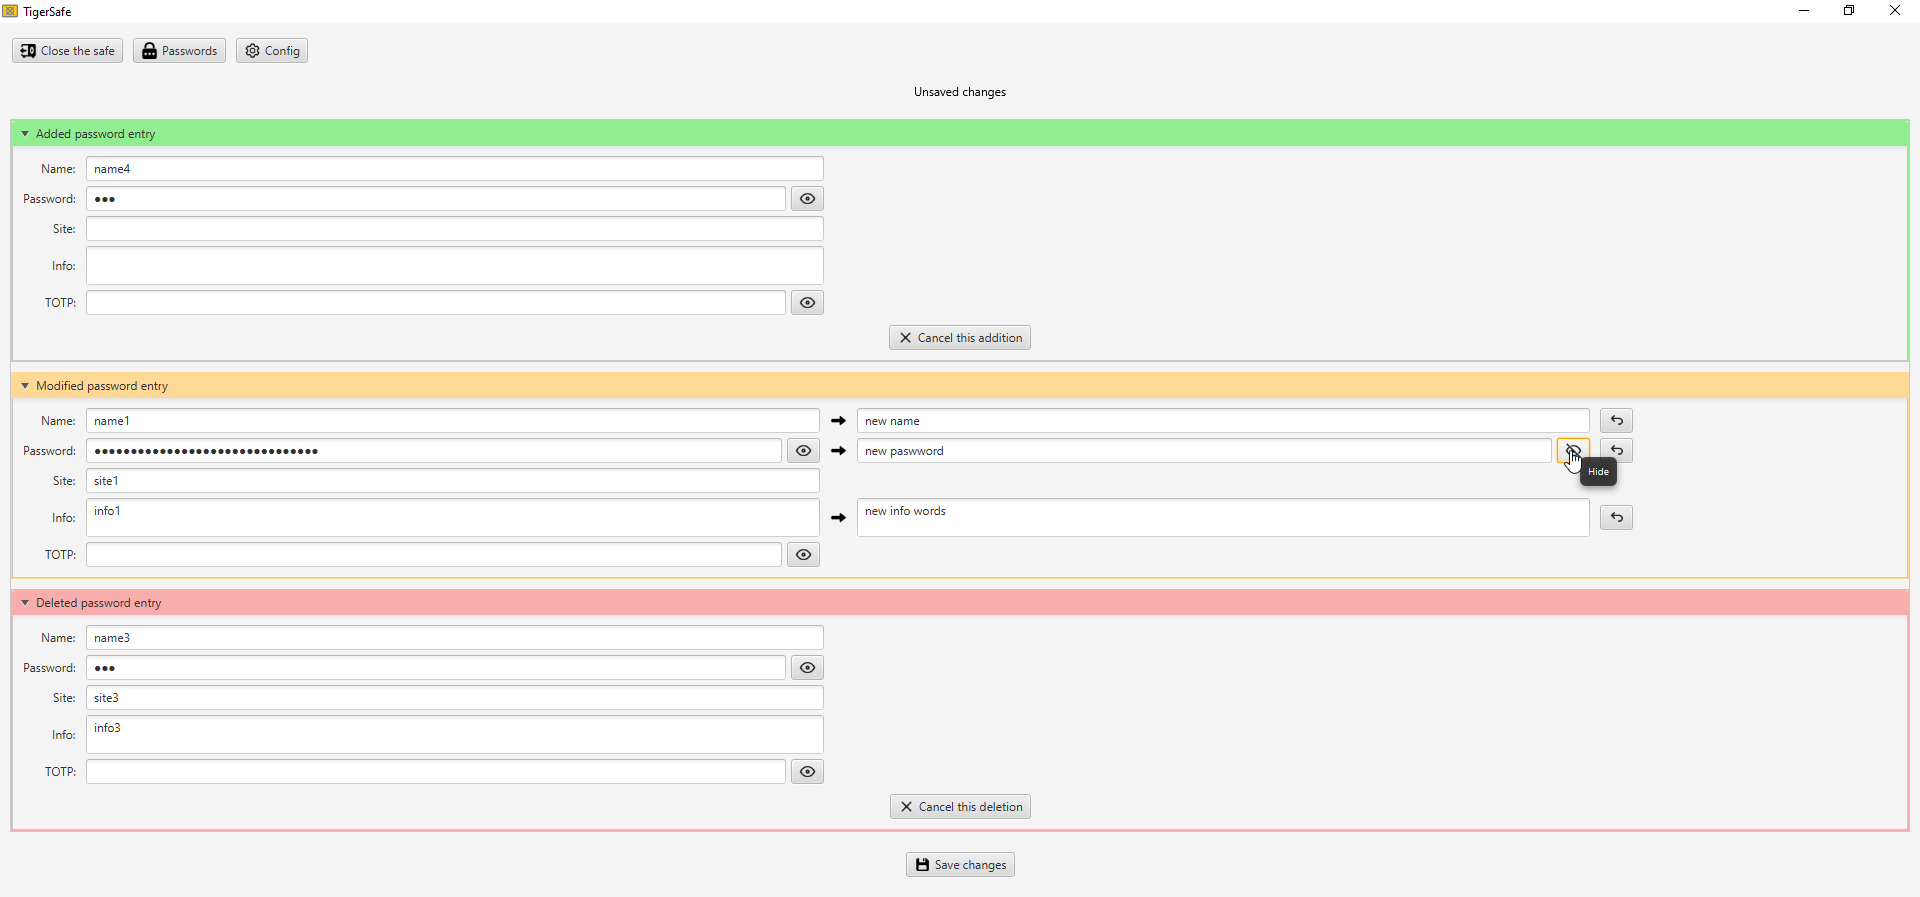 TigerSafe
Close the safe Passwords Config
Unsaved changes
Added password entry
Name: name4
Password: •••
Site:
Info:
TOTP:
Cancel this addition
Modified password entry
Name: name1 new name
Password: ••••••••••••••••••••••••••••••• new paswword
Hide
Site: site1
Info: info1 new info words
TOTP:
Deleted password entry
Name: name3
Password: •••
Site: site3
Info: info3
TOTP:
Cancel this deletion
Save changes